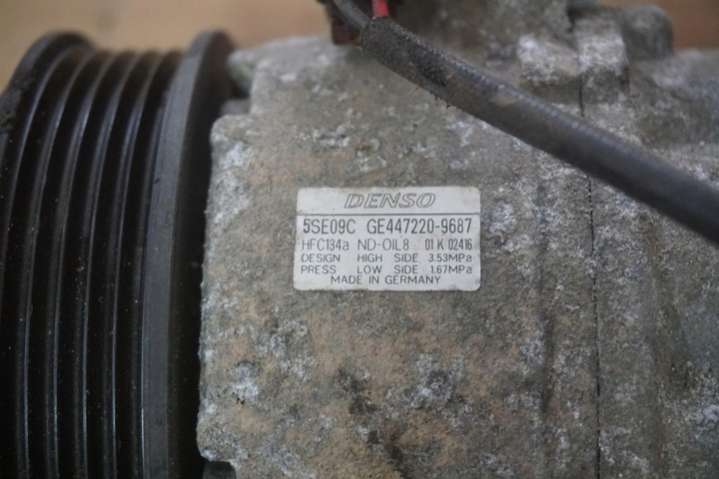 DENSO
5SE09C GE447220-9687
HFC134a ND-OIL8 01 K 02416
DESIGN HIGH SIDE 3.53MPa
PRESS LOW SIDE 1.67MPa
MADE IN GERMANY